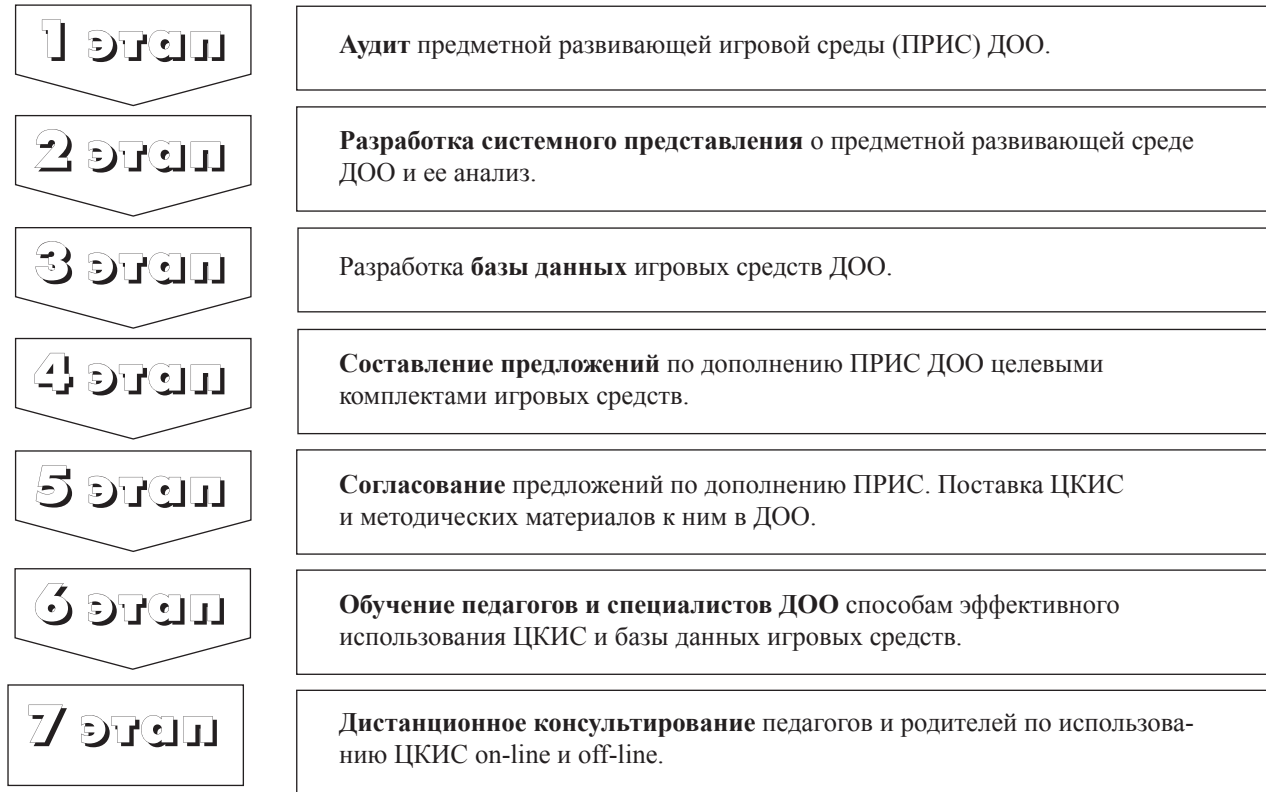 1 этап
Аудит предметной развивающей игровой среды (ПРИС) ДОО.
2 этап
Разработка системного представления о предметной развивающей среде
ДОО и ее анализ.
3 этап
Разработка базы данных игровых средств ДОО.
4 этап
Составление предложений по дополнению ПРИС ДОО целевыми
комплектами игровых средств.
5 этап
Согласование предложений по дополнению ПРИС. Поставка ЦКИС
и методических материалов к ним в ДОО.
6 этап
Обучение педагогов и специалистов ДОО способам эффективного
использования ЦКИС и базы данных игровых средств.
7 этап
Дистанционное консультирование педагогов и родителей по использова-
нию ЦКИС on-line и off-line.